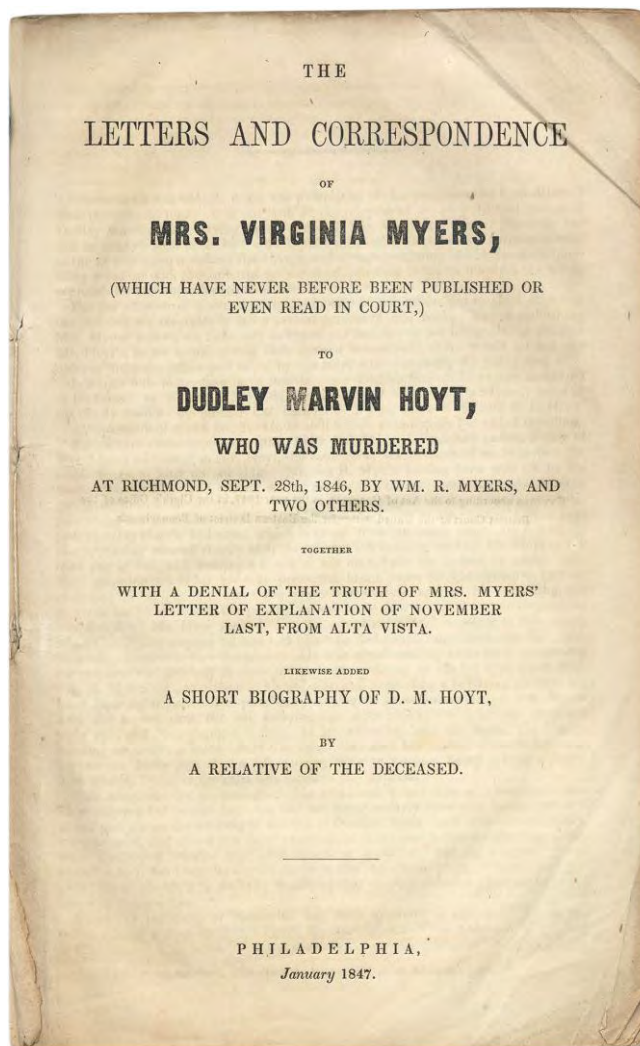 THE
LETTERS AND CORRESPONDENCE
OF
MRS. VIRGINIA MYERS,
(WHICH HAVE NEVER BEFORE BEEN PUBLISHED OR
EVEN READ IN COURT,)
TO
DUDLEY MARVIN HOYT,
WHO WAS MURDERED
AT RICHMOND, SEPT. 28th, 1846, BY WM. R. MYERS, AND
TWO OTHERS.
TOGETHER
WITH A DENIAL OF THE TRUTH OF MRS. MYERS'
LETTER OF EXPLANATION OF NOVEMBER
LAST, FROM ALTA VISTA.
LIKEWISE ADDED
A SHORT BIOGRAPHY OF D. M. HOYT,
BY
A RELATIVE OF THE DECEASED.
PHILADELPHIA,
January 1847.